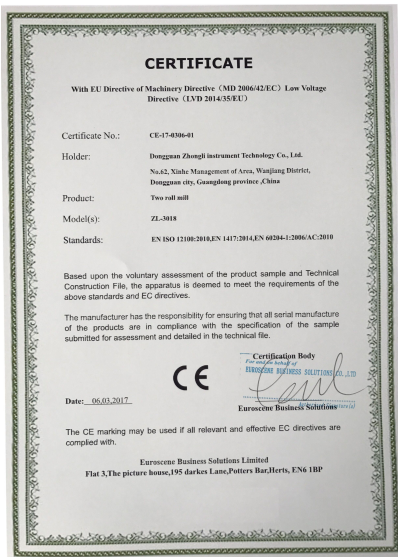 CERTIFICATE
With EU Directive of Machinery Directive（MD 2006/42/EC）Low Voltage
Directive（LVD 2014/35/EU）
Certificate No.: CE-17-0306-01
Holder: Dongguan Zhongli instrument Technology Co., Ltd.
No.62, Xinhe Management of Area, Wanjiang District,
Dongguan city, Guangdong province ,China
Product: Two roll mill
Model(s): ZL-3018
Standards: EN ISO 12100:2010,EN 1417:2014,EN 60204-1:2006/AC:2010
Based upon the voluntary assessment of the product sample and Technical
Construction File, the apparatus is deemed to meet the requirements of the
above standards and EC directives.
The manufacturer has the responsibility for ensuring that all serial manufacture
of the products are in compliance with the specification of the sample
submitted for assessment and detailed in the technical file.
Certification Body
For and on behalf of
EUROSCENE BUSINESS SOLUTIONS CO.,LTD
CE
Date: 06.03.2017
Euroscene Business Solutions
The CE marking may be used if all relevant and effective EC directives are
complied with.
Euroscene Business Solutions Limited
Flat 3,The picture house,195 darkes Lane,Potters Bar,Herts, EN6 1BP